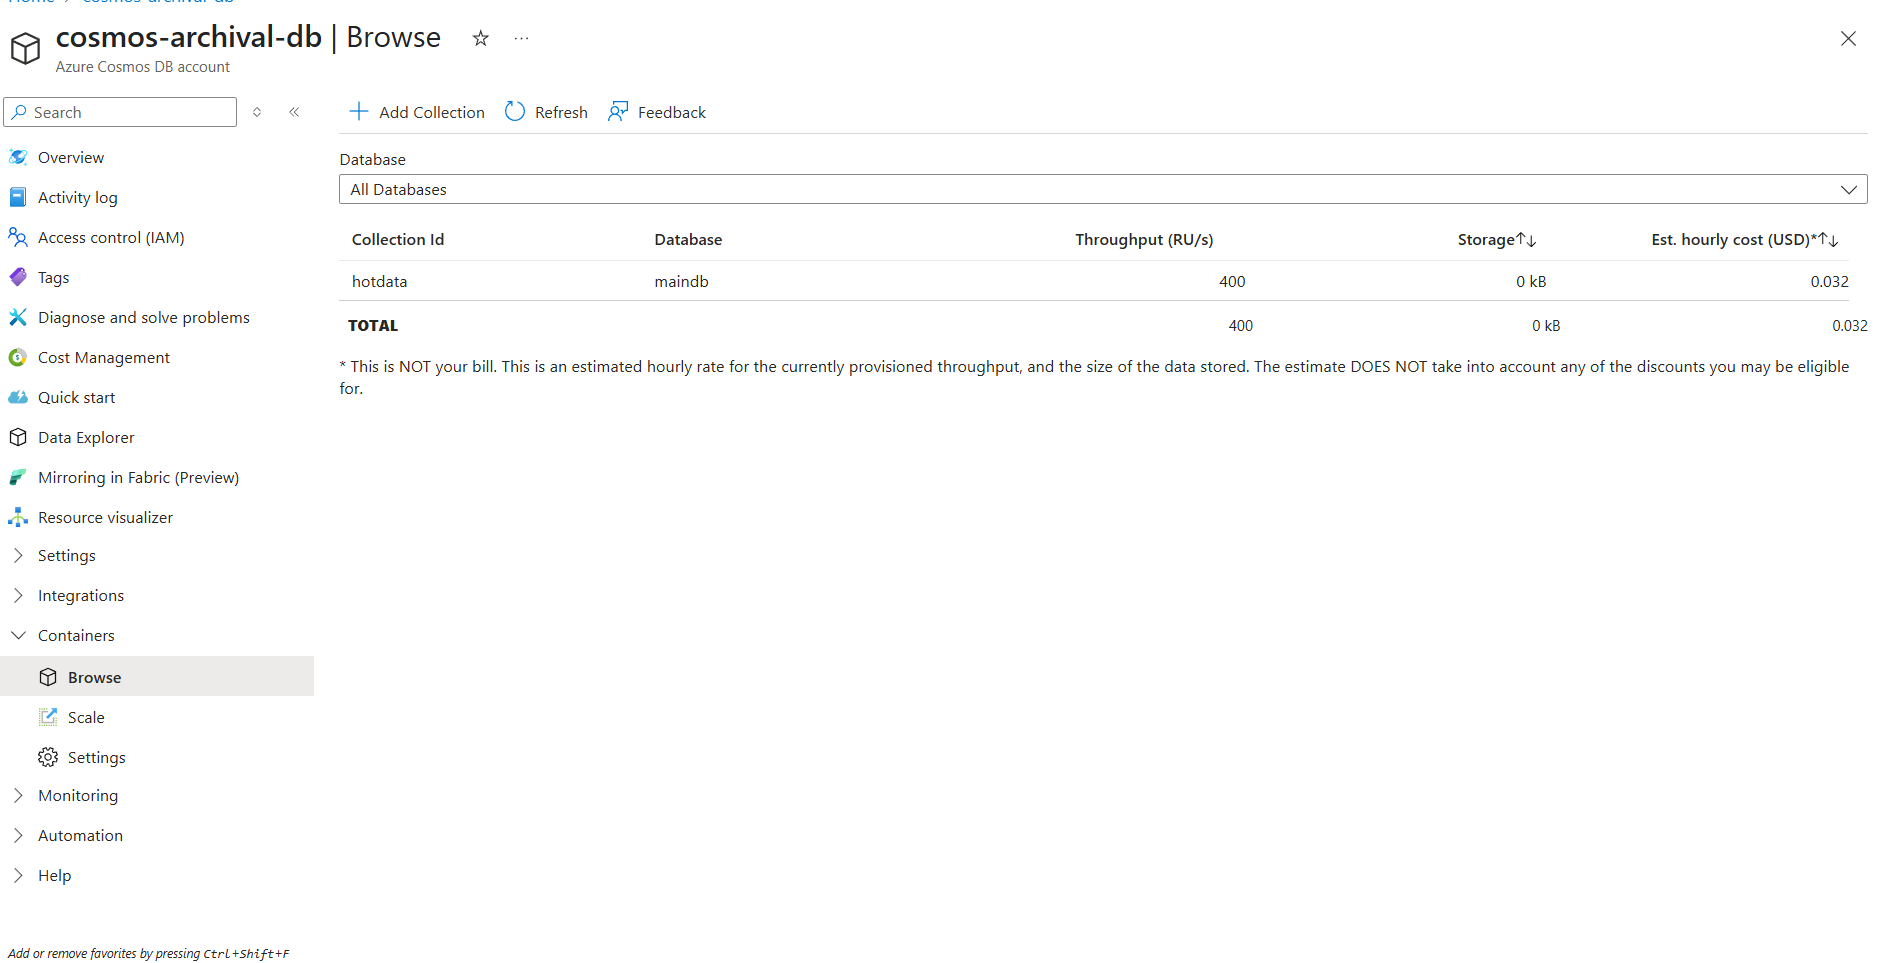 Home > cosmos-archival-db
cosmos-archival-db | Browse
Azure Cosmos DB account
Search
Add Collection
Refresh
Feedback
Overview
Activity log
Access control (IAM)
Tags
Diagnose and solve problems
Cost Management
Quick start
Data Explorer
Mirroring in Fabric (Preview)
Resource visualizer
Settings
Integrations
Containers
Browse
Scale
Settings
Monitoring
Automation
Help
Add or remove favorites by pressing Ctrl+Shift+F
Database
All Databases
Collection Id Database Throughput (RU/s) Storage↑↓ Est. hourly cost (USD)*↑↓
hotdata maindb 400 0 kB 0.032
TOTAL 400 0 kB 0.032
* This is NOT your bill. This is an estimated hourly rate for the currently provisioned throughput, and the size of the data stored. The estimate DOES NOT take into account any of the discounts you may be eligible
for.